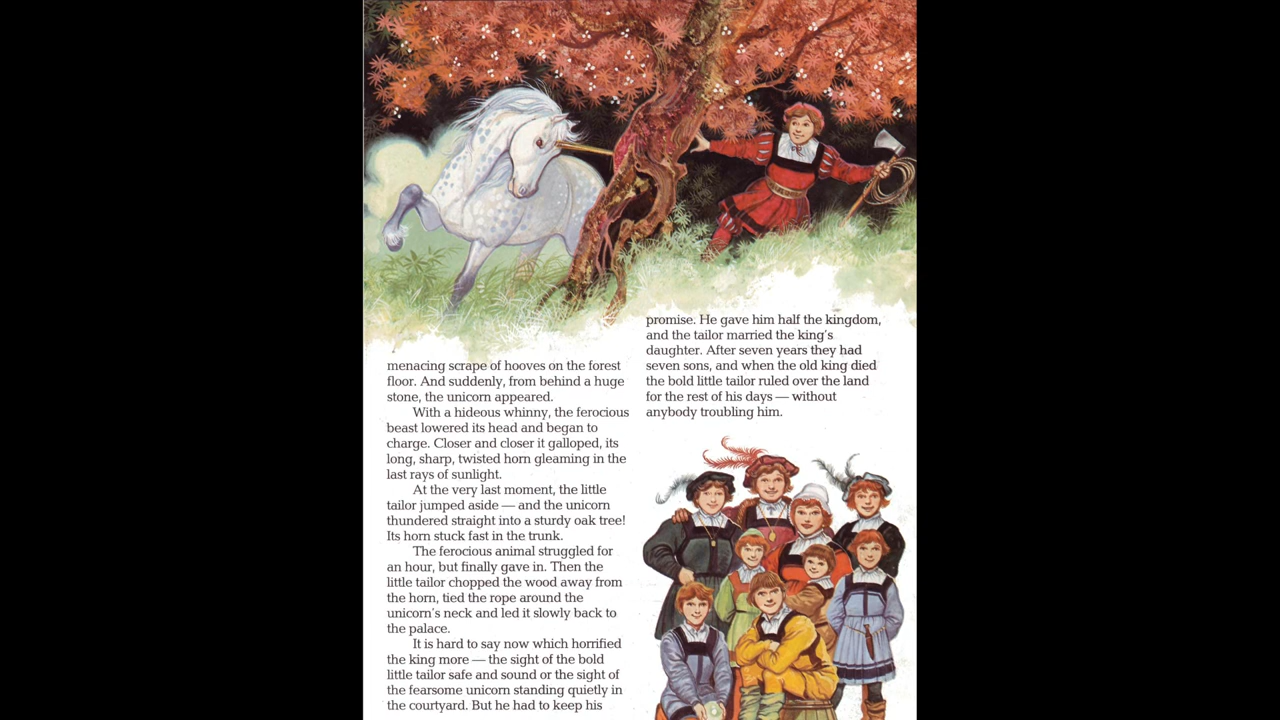 menacing scrape of hooves on the forest
floor. And suddenly, from behind a huge
stone, the unicorn appeared.
With a hideous whinny, the ferocious
beast lowered its head and began to
charge. Closer and closer it galloped, its
long, sharp, twisted horn gleaming in the
last rays of sunlight.
At the very last moment, the little
tailor jumped aside — and the unicorn
thundered straight into a sturdy oak tree!
Its horn stuck fast in the trunk.
The ferocious animal struggled for
an hour, but finally gave in. Then the
little tailor chopped the wood away from
the horn, tied the rope around the
unicorn's neck and led it slowly back to
the palace.
It is hard to say now which horrified
the king more — the sight of the bold
little tailor safe and sound or the sight of
the fearsome unicorn standing quietly in
the courtyard. But he had to keep his
promise. He gave him half the kingdom,
and the tailor married the king's
daughter. After seven years they had
seven sons, and when the old king died
the bold little tailor ruled over the land
for the rest of his days — without
anybody troubling him.